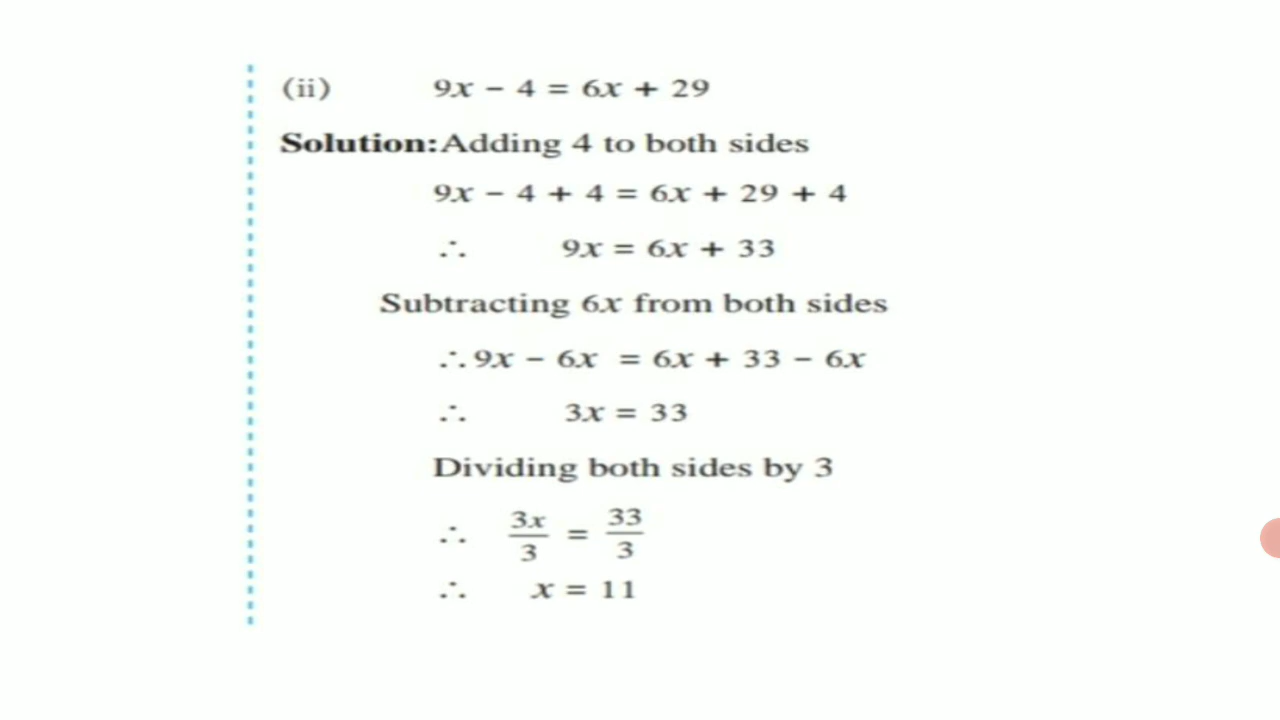 (ii) 9x − 4 = 6x + 29
Solution: Adding 4 to both sides
9x − 4 + 4 = 6x + 29 + 4
∴ 9x = 6x + 33
Subtracting 6x from both sides
∴ 9x − 6x = 6x + 33 − 6x
∴ 3x = 33
Dividing both sides by 3
∴ 3x/3 = 33/3
∴ x = 11